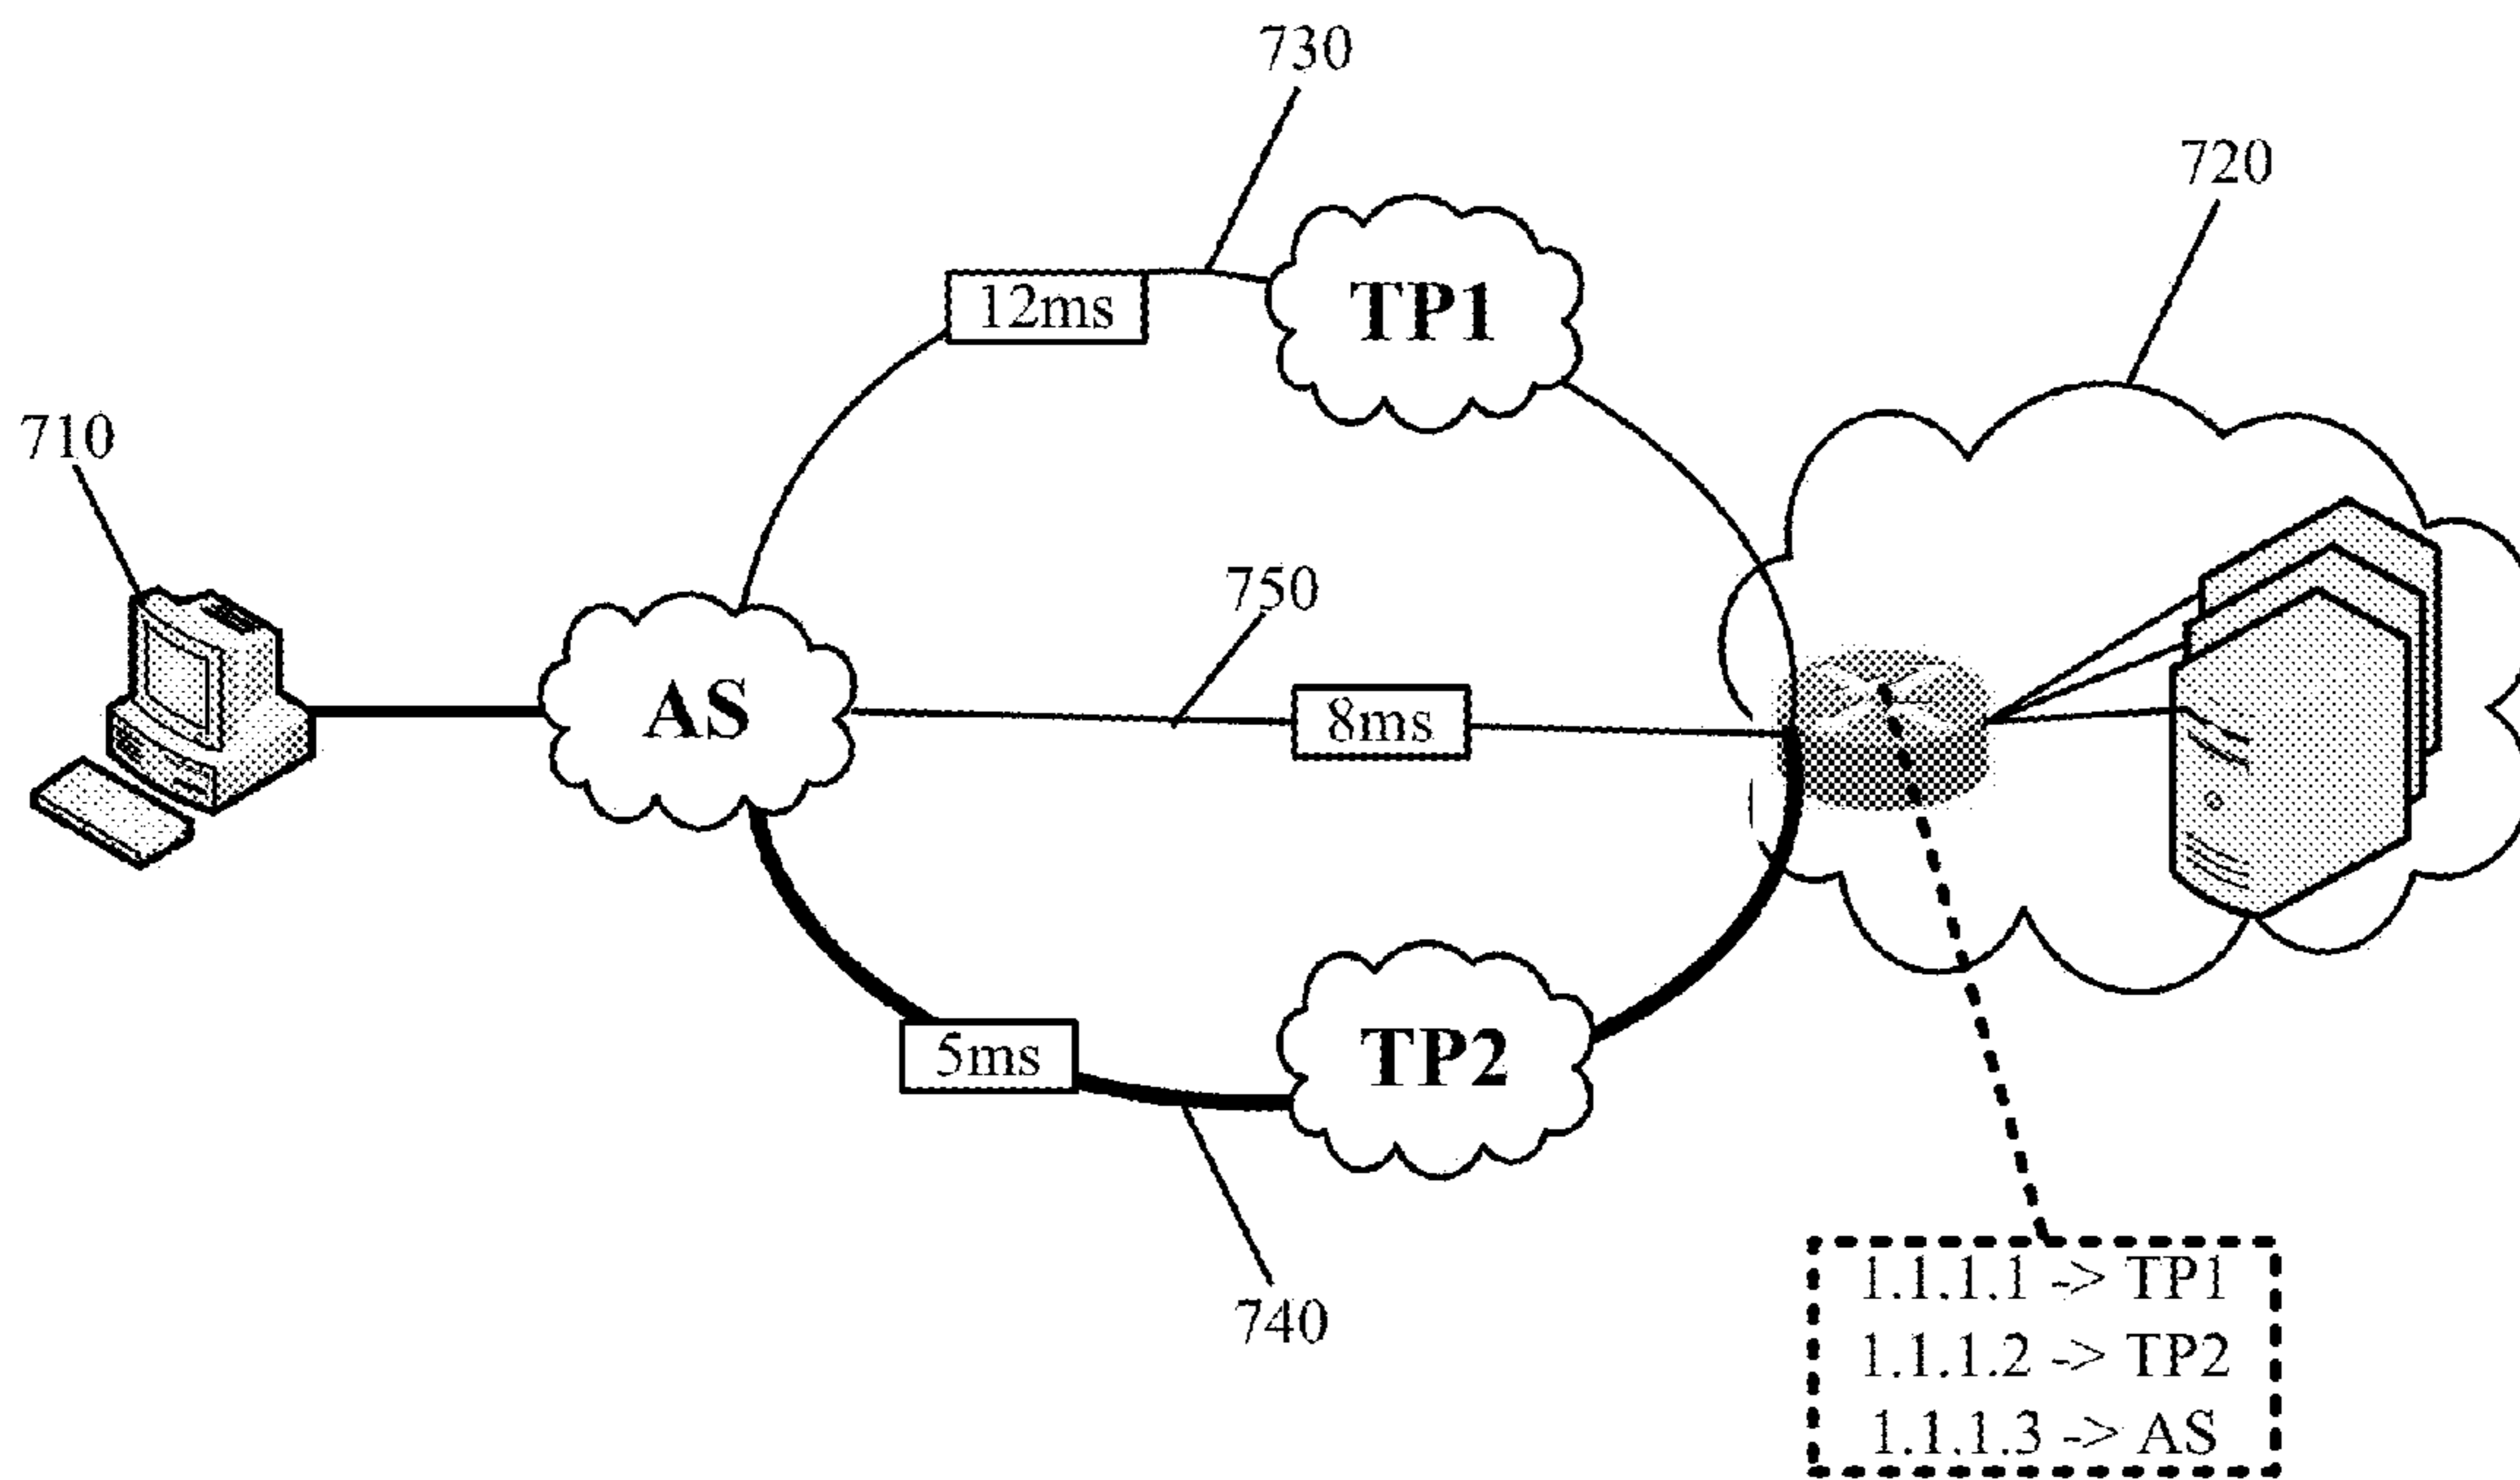 730
720
12ms
TP1
710
750
AS
8ms
5ms
TP2
740
1.1.1.1 -> TP1
1.1.1.2 -> TP2
1.1.1.3 -> AS